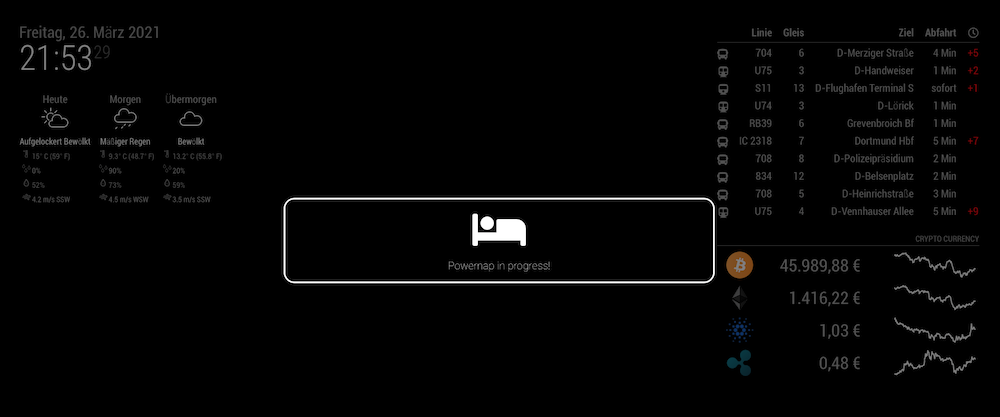 Freitag, 26. März 2021
21:53 29
Heute Morgen Übermorgen
Aufgelockert Bewölkt Mäßiger Regen Bewölkt
15° C (59° F) 9.3° C (48.7° F) 13.2° C (55.8° F)
0% 90% 20%
52% 73% 59%
4.2 m/s SSW 4.5 m/s WSW 3.5 m/s SSW
Linie Gleis Ziel Abfahrt
704 6 D-Merziger Straße 4 Min +5
U75 3 D-Handweiser 1 Min +2
S11 13 D-Flughafen Terminal S sofort +1
U74 3 D-Lörick 1 Min
RB39 6 Grevenbroich Bf 1 Min
IC 2318 7 Dortmund Hbf 5 Min +7
708 8 D-Polizeipräsidium 2 Min
834 12 D-Belsenplatz 2 Min
708 5 D-Heinrichstraße 3 Min
U75 4 D-Vennhauser Allee 5 Min +9
Powernap in progress!
CRYPTO CURRENCY
45.989,88 €
1.416,22 €
1,03 €
0,48 €